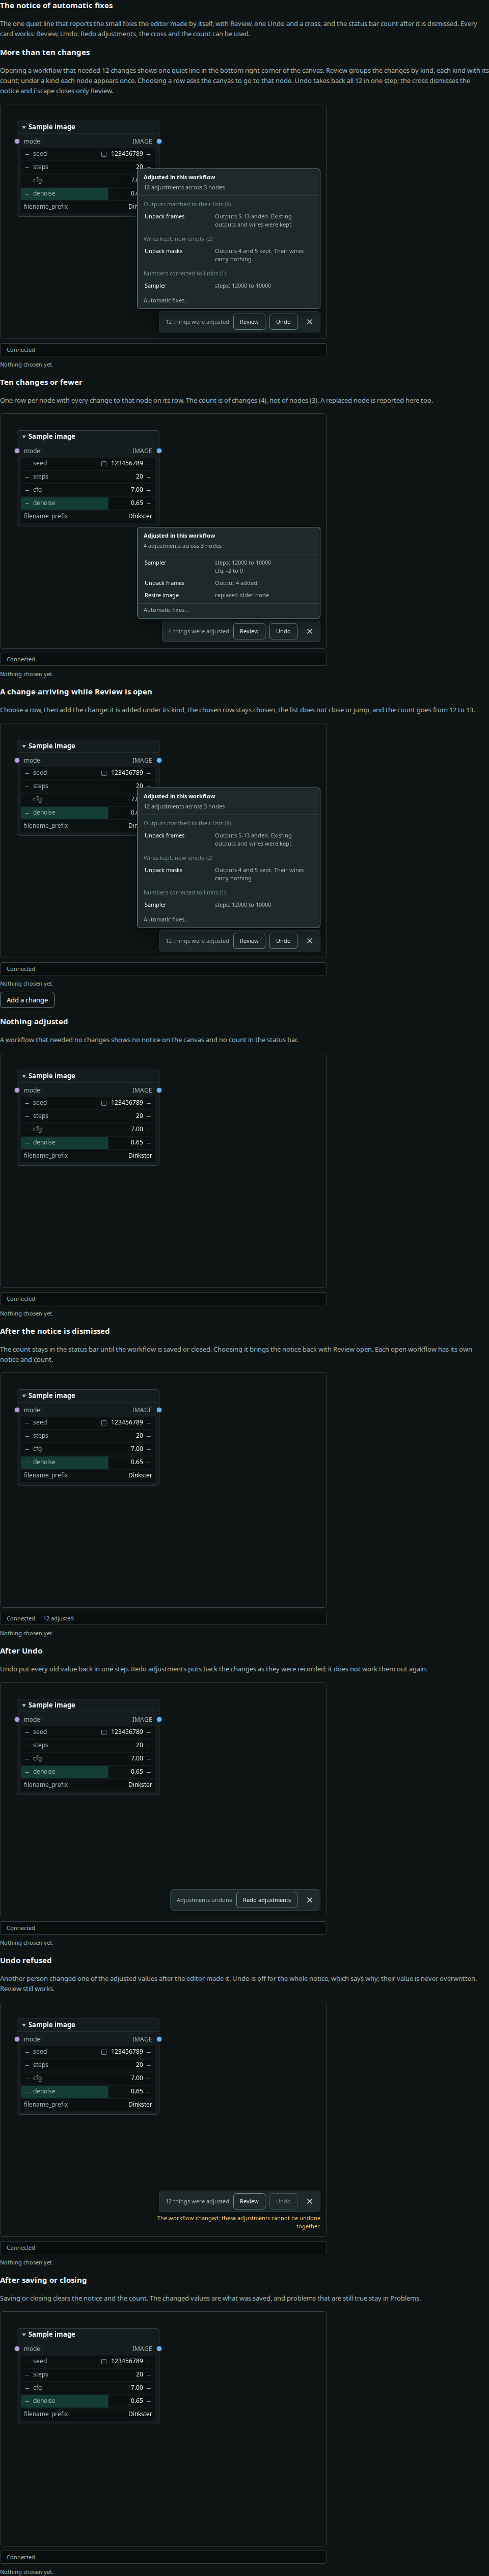 The notice of automatic fixes
The one quiet line that reports the small fixes the editor made by itself, with Review, one Undo and a cross, and the status bar count after it is dismissed. Every
card works: Review, Undo, Redo adjustments, the cross and the count can be used.
More than ten changes
Opening a workflow that needed 12 changes shows one quiet line in the bottom right corner of the canvas. Review groups the changes by kind, each kind with its
count; under a kind each node appears once. Choosing a row asks the canvas to go to that node. Undo takes back all 12 in one step; the cross dismisses the
notice and Escape closes only Review.
Sample image
model IMAGE
– seed 123456789 +
– steps 20 +
– cfg 7.0
– denoise 0.6
filename_prefix Din
Adjusted in this workflow
12 adjustments across 3 nodes
Outputs matched to their lists (9)
Unpack frames Outputs 5-13 added. Existing
outputs and wires were kept.
Wires kept, now empty (2)
Unpack masks Outputs 4 and 5 kept. Their wires
carry nothing.
Numbers corrected to limits (1)
Sampler steps: 12000 to 10000
Automatic fixes...
12 things were adjusted Review Undo ✕
Connected
Nothing chosen yet.
Ten changes or fewer
One row per node with every change to that node on its row. The count is of changes (4), not of nodes (3). A replaced node is reported here too.
Sample image
model IMAGE
– seed 123456789 +
– steps 20 +
– cfg 7.00 +
– denoise 0.65 +
filename_prefix Dinkster
Adjusted in this workflow
4 adjustments across 3 nodes
Sampler steps: 12000 to 10000
cfg: -2 to 0
Unpack frames Output 4 added.
Resize image replaced older node
Automatic fixes...
4 things were adjusted Review Undo ✕
Connected
Nothing chosen yet.
A change arriving while Review is open
Choose a row, then add the change: it is added under its kind, the chosen row stays chosen, the list does not close or jump, and the count goes from 12 to 13.
Sample image
model IMAGE
– seed 123456789 +
– steps 20 +
– cfg 7.0
– denoise 0.6
filename_prefix Din
Adjusted in this workflow
12 adjustments across 3 nodes
Outputs matched to their lists (9)
Unpack frames Outputs 5-13 added. Existing
outputs and wires were kept.
Wires kept, now empty (2)
Unpack masks Outputs 4 and 5 kept. Their wires
carry nothing.
Numbers corrected to limits (1)
Sampler steps: 12000 to 10000
Automatic fixes...
12 things were adjusted Review Undo ✕
Connected
Nothing chosen yet.
Add a change
Nothing adjusted
A workflow that needed no changes shows no notice on the canvas and no count in the status bar.
Sample image
model IMAGE
– seed 123456789 +
– steps 20 +
– cfg 7.00 +
– denoise 0.65 +
filename_prefix Dinkster
Connected
Nothing chosen yet.
After the notice is dismissed
The count stays in the status bar until the workflow is saved or closed. Choosing it brings the notice back with Review open. Each open workflow has its own
notice and count.
Sample image
model IMAGE
– seed 123456789 +
– steps 20 +
– cfg 7.00 +
– denoise 0.65 +
filename_prefix Dinkster
Connected 12 adjusted
Nothing chosen yet.
After Undo
Undo put every old value back in one step. Redo adjustments puts back the changes as they were recorded; it does not work them out again.
Sample image
model IMAGE
– seed 123456789 +
– steps 20 +
– cfg 7.00 +
– denoise 0.65 +
filename_prefix Dinkster
Adjustments undone Redo adjustments ✕
Connected
Nothing chosen yet.
Undo refused
Another person changed one of the adjusted values after the editor made it. Undo is off for the whole notice, which says why; their value is never overwritten.
Review still works.
Sample image
model IMAGE
– seed 123456789 +
– steps 20 +
– cfg 7.00 +
– denoise 0.65 +
filename_prefix Dinkster
12 things were adjusted Review Undo ✕
The workflow changed; these adjustments cannot be undone
together.
Connected
Nothing chosen yet.
After saving or closing
Saving or closing clears the notice and the count. The changed values are what was saved, and problems that are still true stay in Problems.
Sample image
model IMAGE
– seed 123456789 +
– steps 20 +
– cfg 7.00 +
– denoise 0.65 +
filename_prefix Dinkster
Connected
Nothing chosen yet.